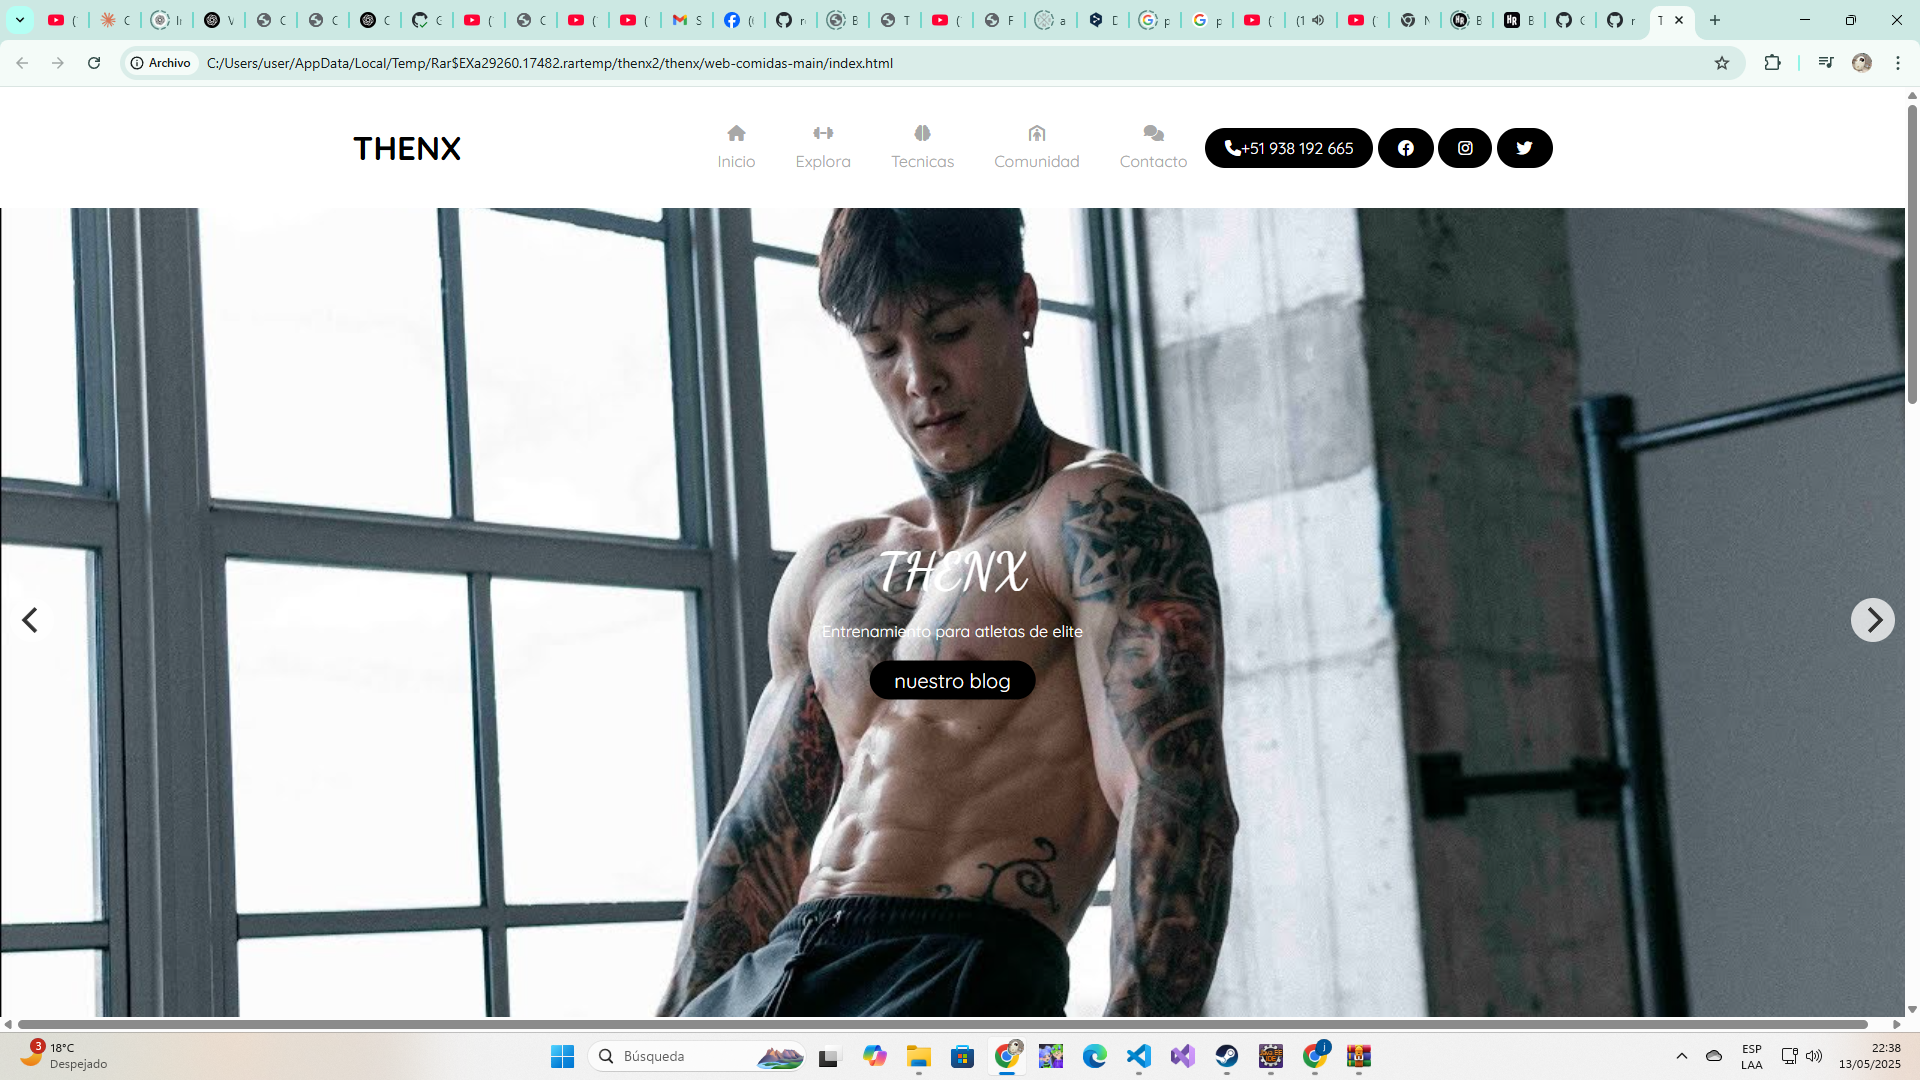 Archivo
C:/Users/user/AppData/Local/Temp/Rar$EXa29260.17482.rartemp/thenx2/thenx/web-comidas-main/index.html
THENX
Inicio
Explora
Tecnicas
Comunidad
Contacto
+51 938 192 665
THENX
Entrenamiento para atletas de elite
nuestro blog
3
18°C
Despejado
Búsqueda
ESP
LAA
22:38
13/05/2025